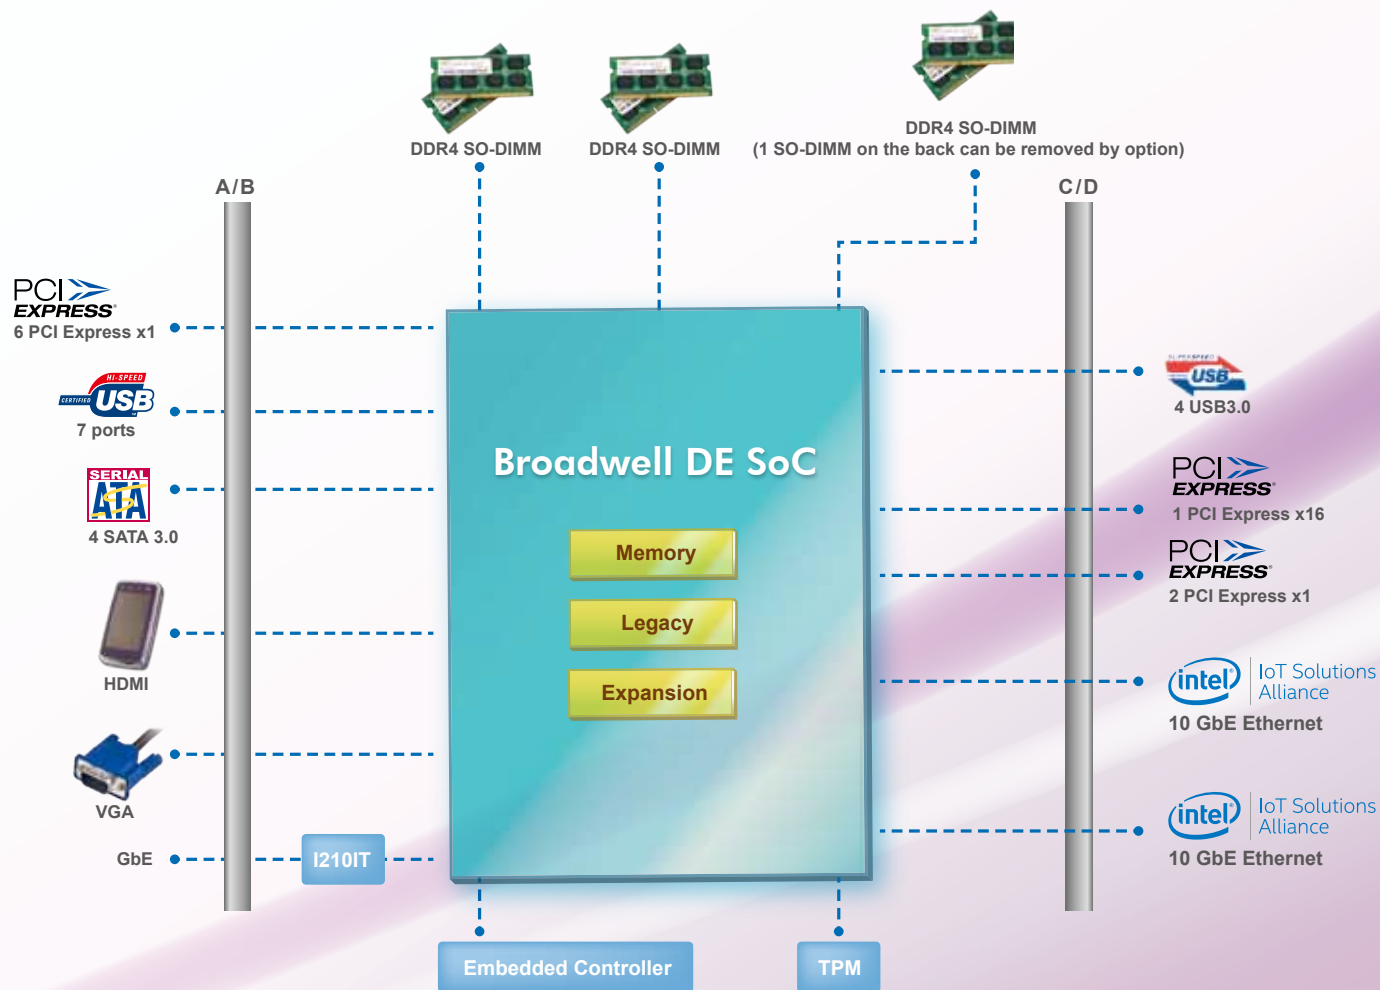 DDR4 SO-DIMM
DDR4 SO-DIMM
DDR4 SO-DIMM
(1 SO-DIMM on the back can be removed by option)
A/B
C/D
PCI
EXPRESS®
6 PCI Express x1
HI-SPEED
CERTIFIED USB
7 ports
SERIAL
ATA
4 SATA 3.0
HDMI
VGA
GbE
I210IT
Broadwell DE SoC
Memory
Legacy
Expansion
Embedded Controller
TPM
SUPERSPEED
USB
4 USB3.0
PCI
EXPRESS®
1 PCI Express x16
PCI
EXPRESS®
2 PCI Express x1
intel® IoT Solutions
Alliance
10 GbE Ethernet
intel® IoT Solutions
Alliance
10 GbE Ethernet